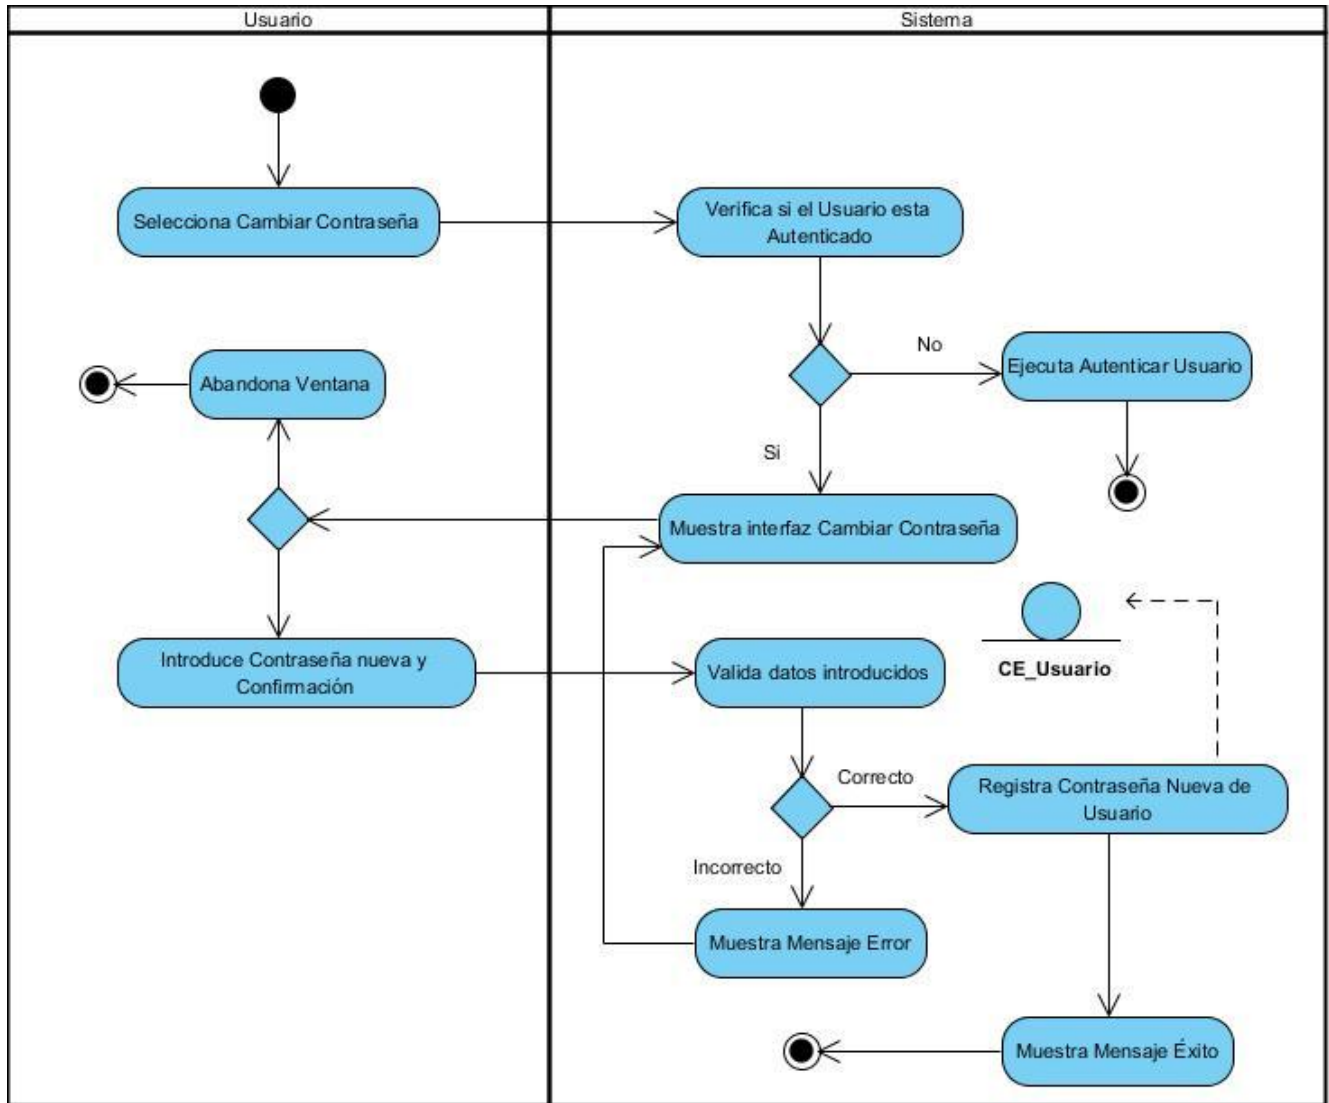 Usuario
Sistema
Selecciona Cambiar Contraseña
Verifica si el Usuario esta
Autenticado
No
Ejecuta Autenticar Usuario
Abandona Ventana
Si
Muestra interfaz Cambiar Contraseña
Introduce Contraseña nueva y
Confirmación
Valida datos introducidos
CE_Usuario
Correcto
Registra Contraseña Nueva de
Usuario
Incorrecto
Muestra Mensaje Error
Muestra Mensaje Éxito